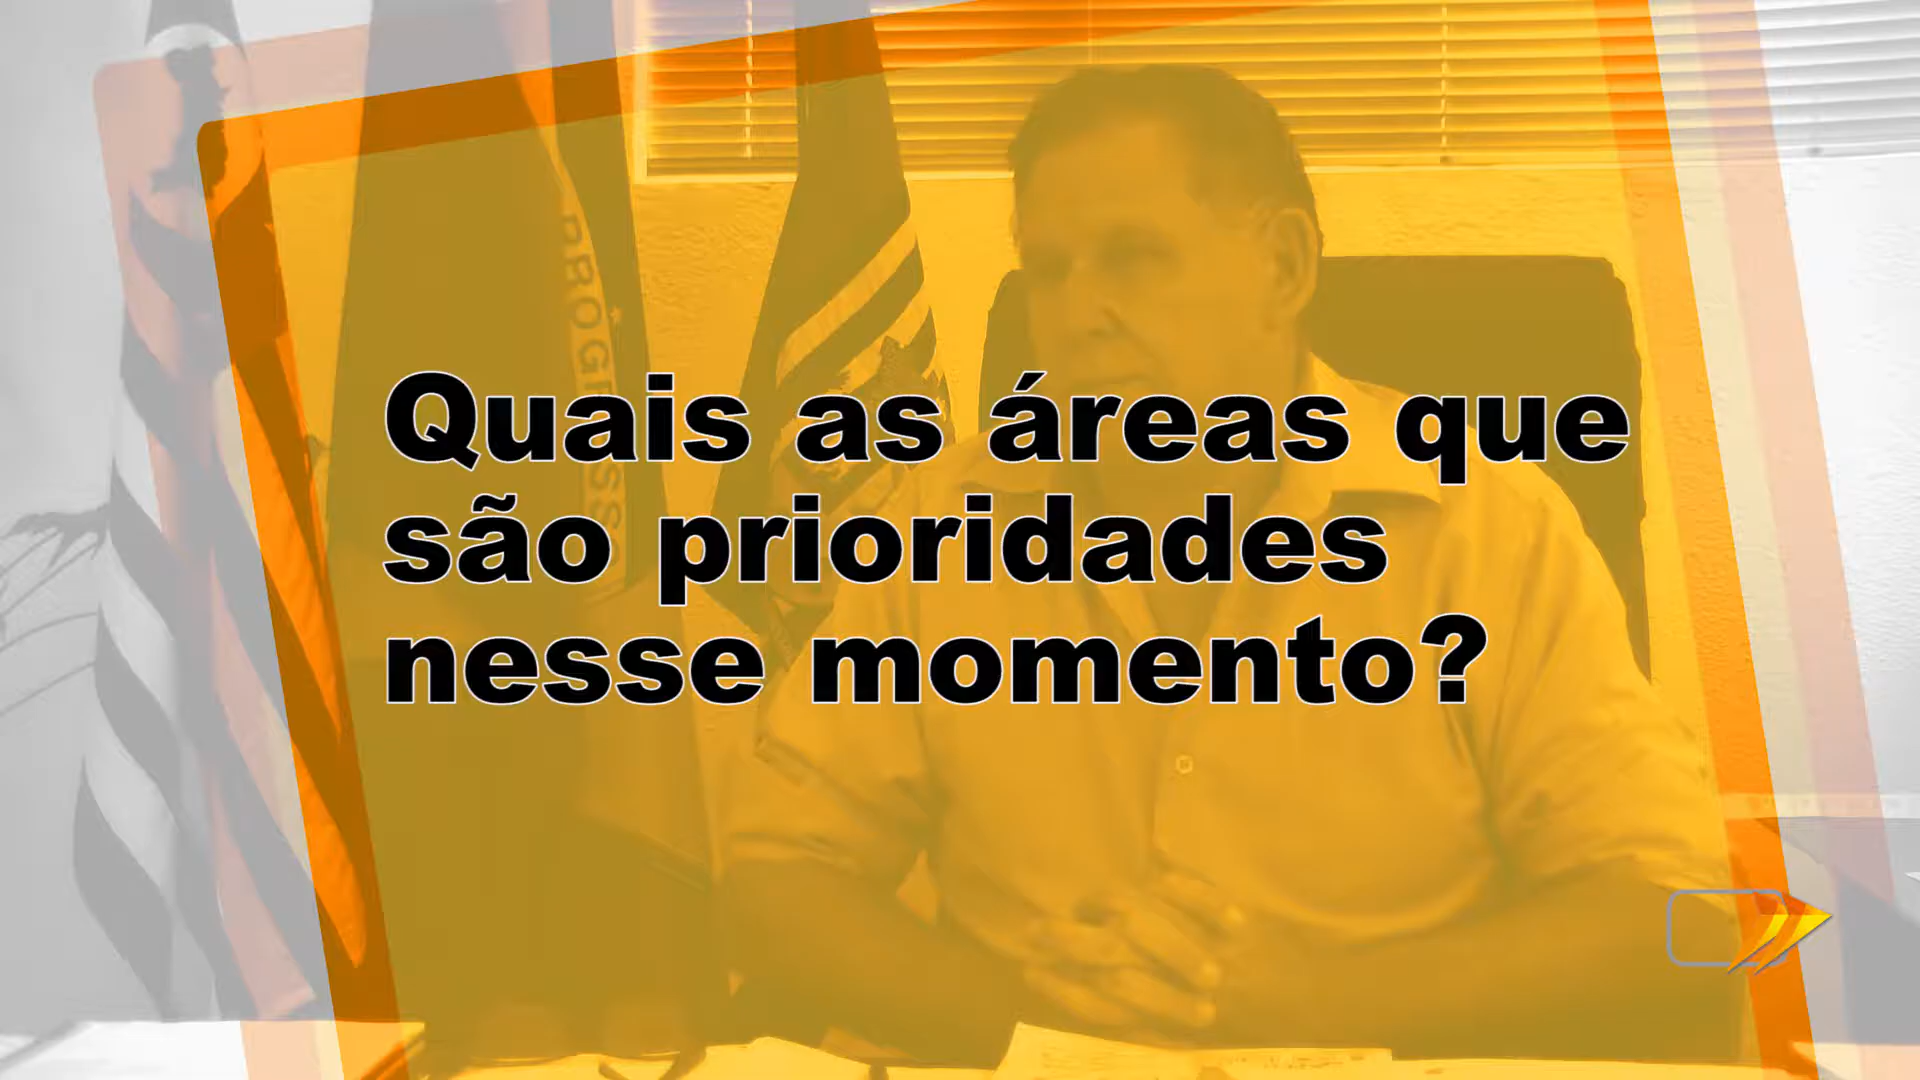 Quais as áreas que
são prioridades
nesse momento?